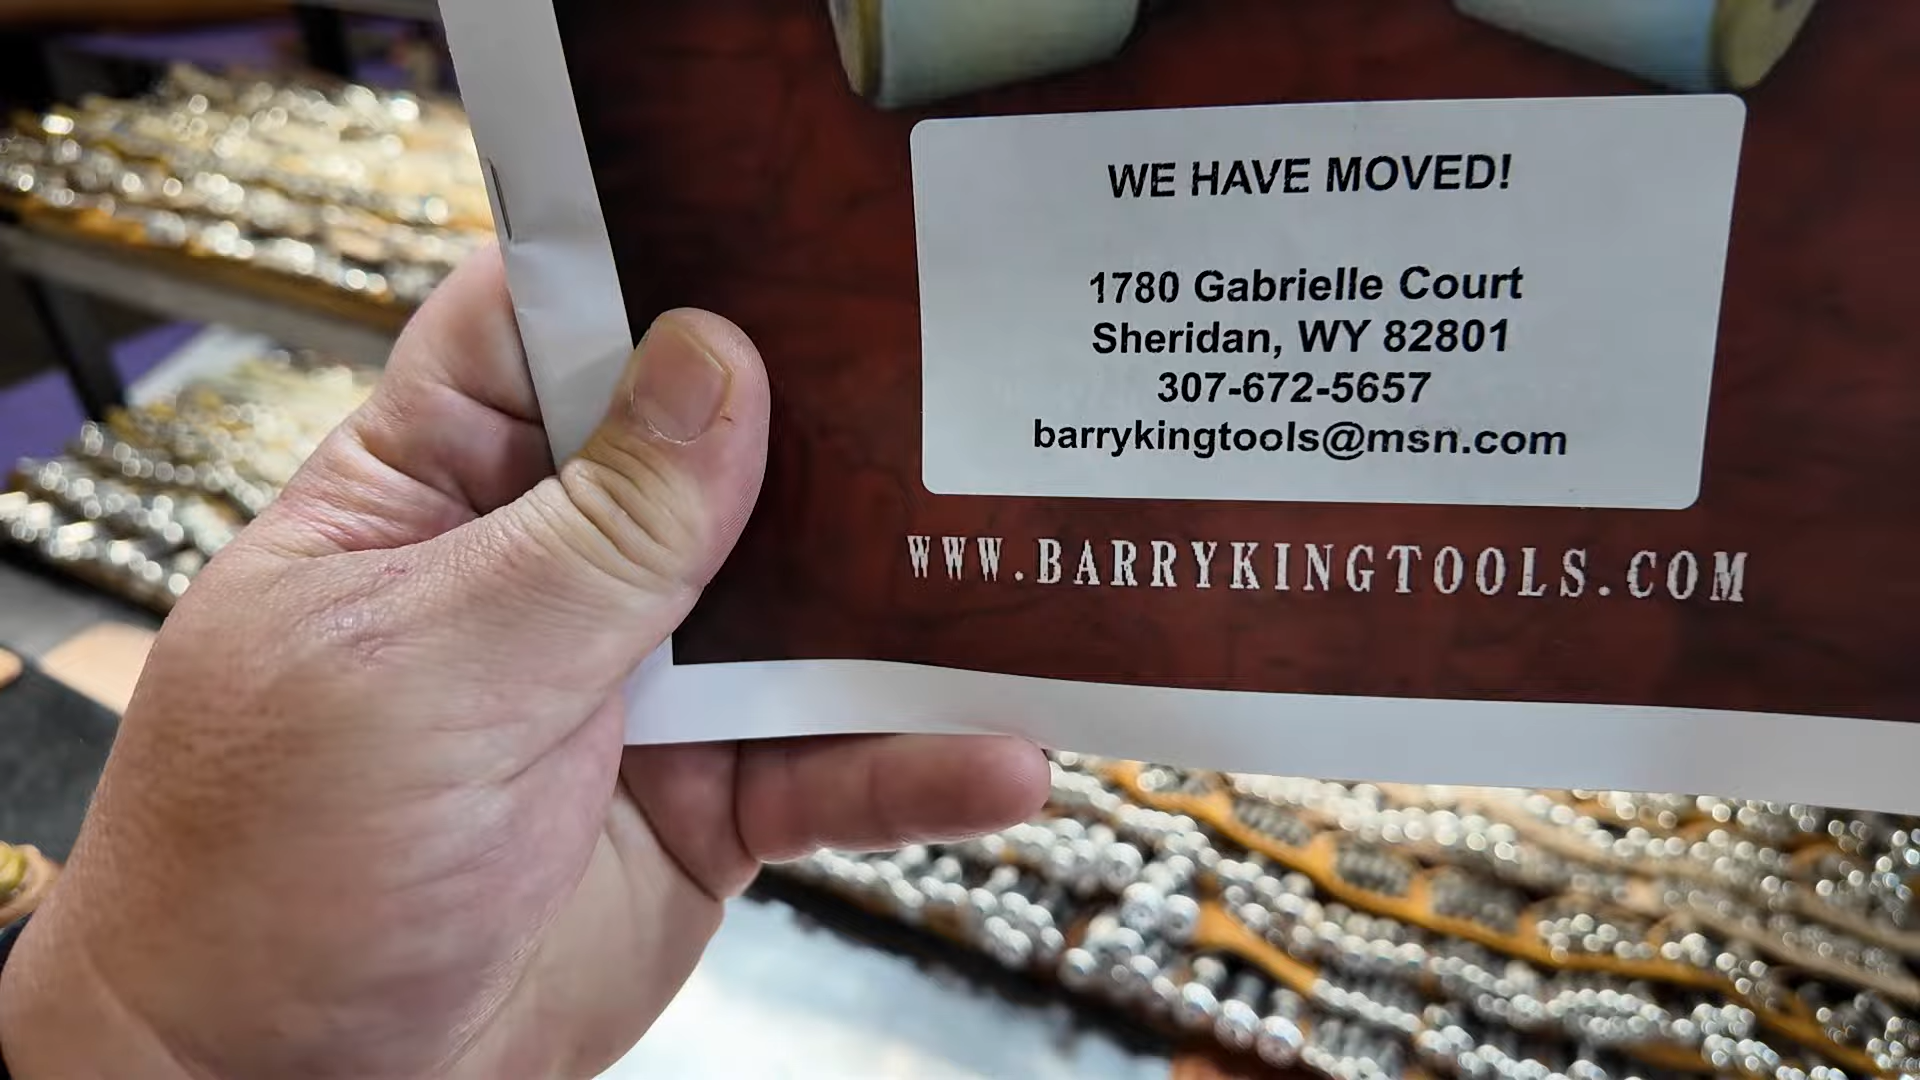 WE HAVE MOVED!
1780 Gabrielle Court
Sheridan, WY 82801
307-672-5657
barrykingtools@msn.com
WWW.BARRYKINGTOOLS.COM